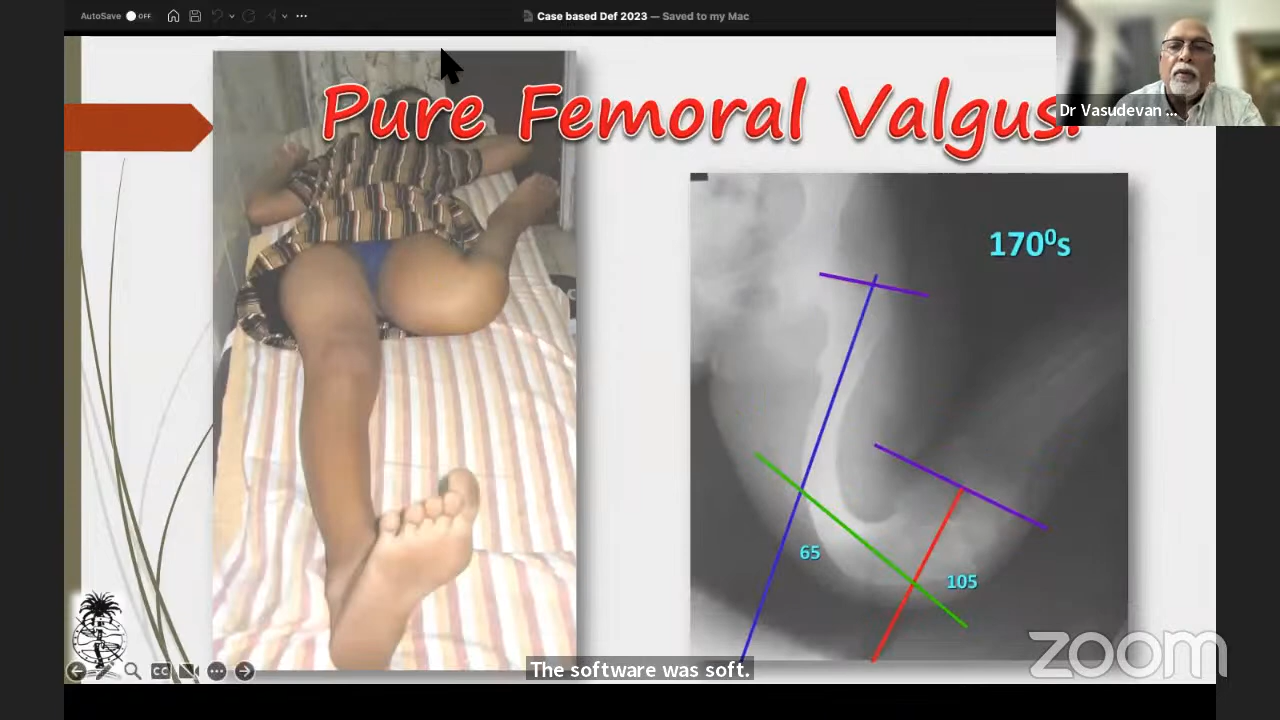 AutoSave OFF
Case based Def 2023 — Saved to my Mac
Pure Femoral Valgus.
Dr Vasudevan ...
170⁰s
65
105
CC
The software was soft.
zoom